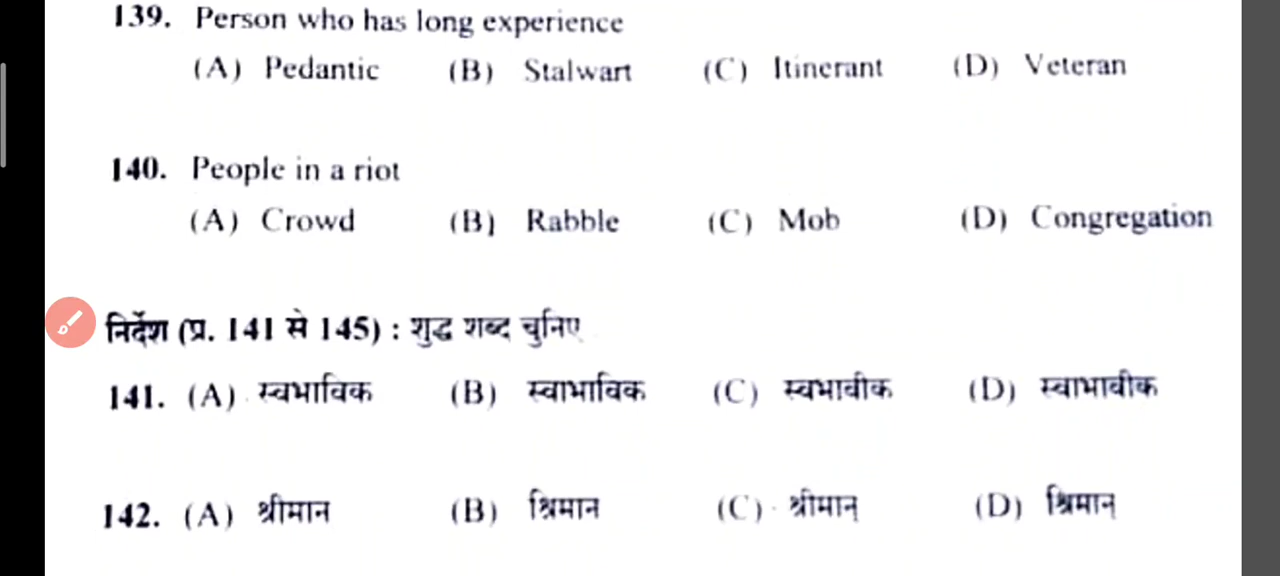 139. Person who has long experience
(A) Pedantic (B) Stalwart (C) Itinerant (D) Veteran
140. People in a riot
(A) Crowd (B) Rabble (C) Mob (D) Congregation
निर्देश (प्र. 141 से 145) : शुद्ध शब्द चुनिए
141. (A) स्वभाविक (B) स्वाभाविक (C) स्वभावीक (D) स्वाभावीक
142. (A) श्रीमान (B) श्रिमान (C) श्रीमान् (D) श्रिमान्